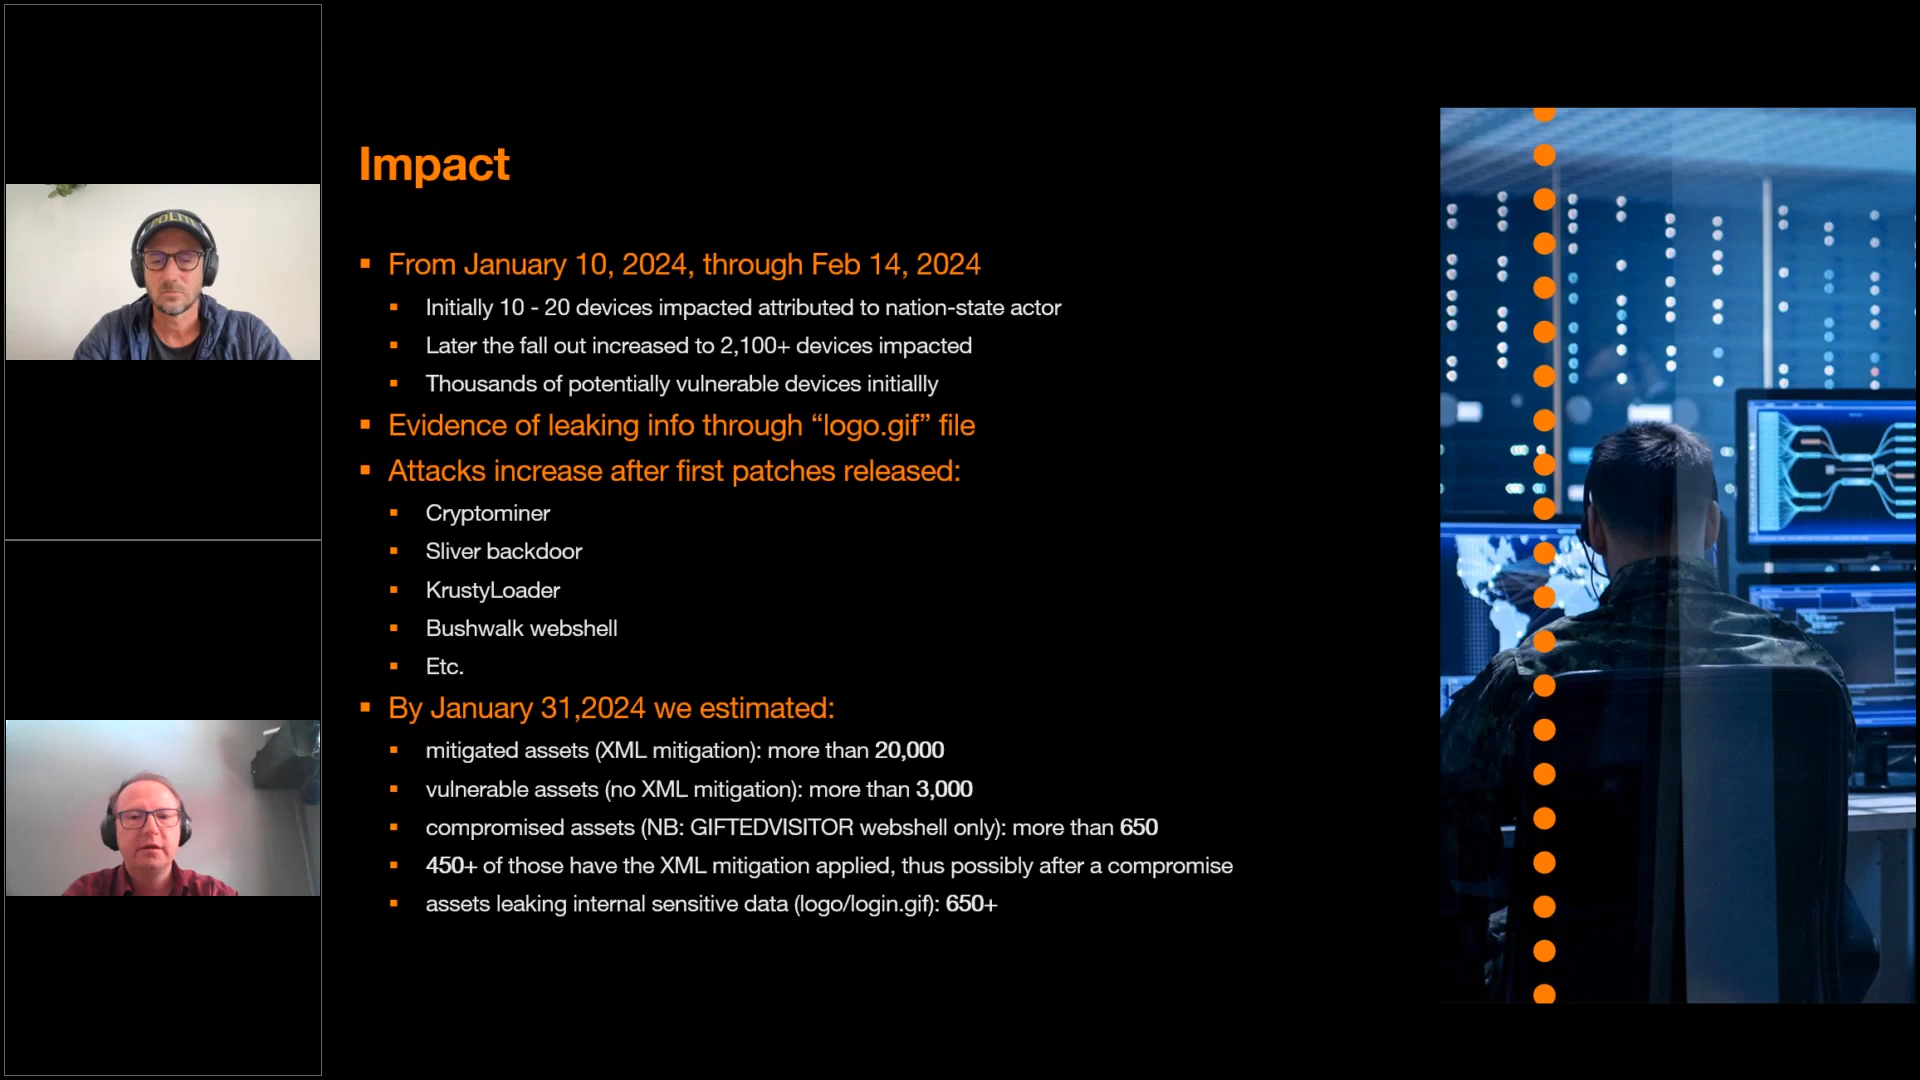 POLITI
Impact
From January 10, 2024, through Feb 14, 2024
Initially 10 - 20 devices impacted attributed to nation-state actor
Later the fall out increased to 2,100+ devices impacted
Thousands of potentially vulnerable devices initiallly
Evidence of leaking info through “logo.gif” file
Attacks increase after first patches released:
Cryptominer
Sliver backdoor
KrustyLoader
Bushwalk webshell
Etc.
By January 31,2024 we estimated:
mitigated assets (XML mitigation): more than 20,000
vulnerable assets (no XML mitigation): more than 3,000
compromised assets (NB: GIFTEDVISITOR webshell only): more than 650
450+ of those have the XML mitigation applied, thus possibly after a compromise
assets leaking internal sensitive data (logo/login.gif): 650+